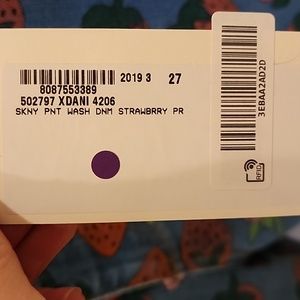 2019 3 27
8087553389
502797 XDANI 4206
SKNY PNT WASH DNM STRAWBRRY PR
3EBAA2AD2D
RFID